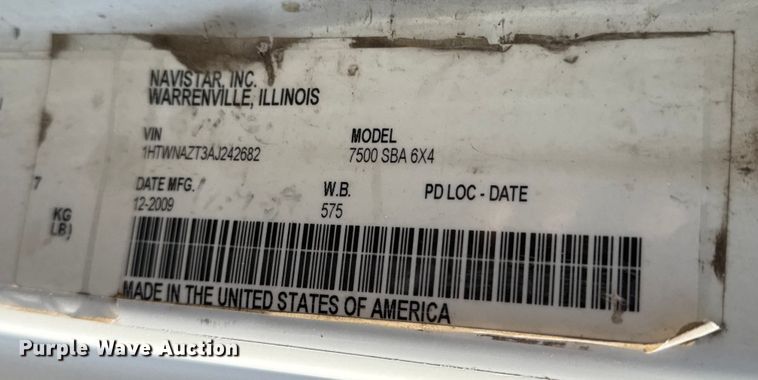 NAVISTAR, INC.
WARRENVILLE, ILLINOIS
VIN MODEL
1HTWNAZT3AJ242682 7500 SBA 6X4
DATE MFG. W.B. PD LOC - DATE
12-2009 575
7
KG
LB)
MADE IN THE UNITED STATES OF AMERICA
Purple Wave Auction